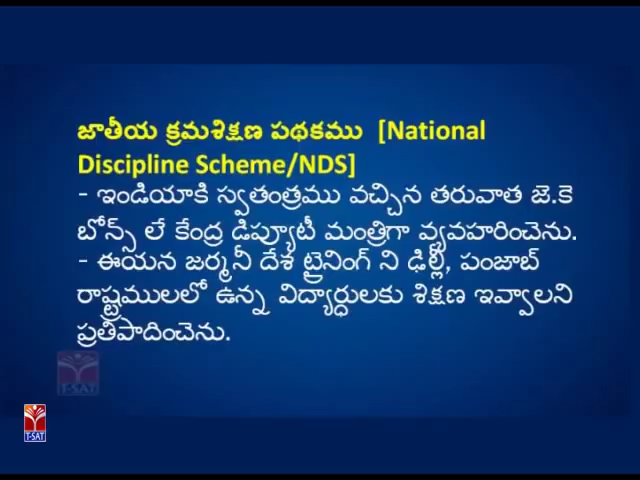 జాతీయ క్రమశిక్షణ పథకము [National
Discipline Scheme/NDS]
- ఇండియాకి స్వతంత్రము వచ్చిన తరువాత జె.కె
బోన్స్ లే కేంద్ర డిప్యూటీ మంత్రిగా వ్యవహరించెను.
- ఈయన జర్మనీ దేశ ట్రైనింగ్ ని ఢిల్లీ, పంజాబ్
రాష్ట్రములలో ఉన్న విద్యార్ధులకు శిక్షణ ఇవ్వాలని
ప్రతిపాదించెను.
T-SAT
T-SAT